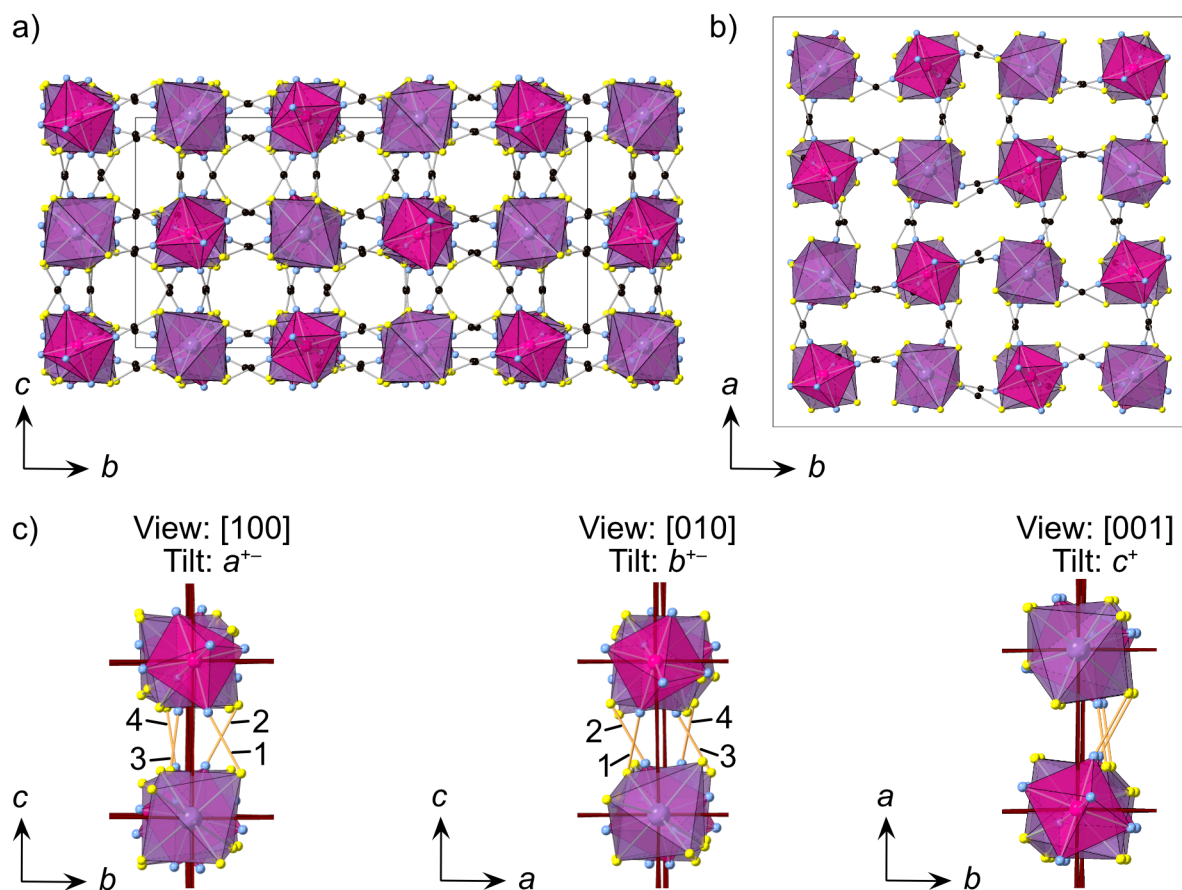 a)
b)
c
b
a
b
c)
View: [100]
Tilt: a⁺⁻
View: [010]
Tilt: b⁺⁻
View: [001]
Tilt: c⁺
4
2
3
1
c
b
2
4
1
3
c
a
a
b